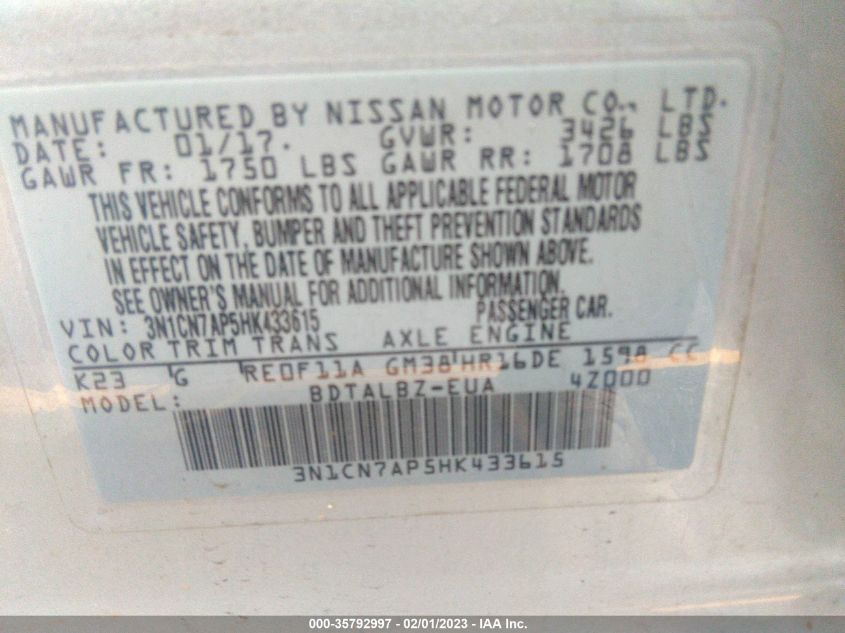 MANUFACTURED BY NISSAN MOTOR CO., LTD.
DATE: 01/17. GVWR: 3426 LBS
GAWR FR: 1750 LBS GAWR RR: 1708 LBS
THIS VEHICLE CONFORMS TO ALL APPLICABLE FEDERAL MOTOR
VEHICLE SAFETY, BUMPER AND THEFT PREVENTION STANDARDS
IN EFFECT ON THE DATE OF MANUFACTURE SHOWN ABOVE.
SEE OWNER'S MANUAL FOR ADDITIONAL INFORMATION.
VIN: 3N1CN7AP5HK433615 PASSENGER CAR.
COLOR TRIM TRANS AXLE ENGINE
K23 G RE0F11A GM38 HR16DE 1598 CC
MODEL: BDTALBZ-EUA 4Z000
3N1CN7AP5HK433615
000-35792997 - 02/01/2023 - IAA Inc.